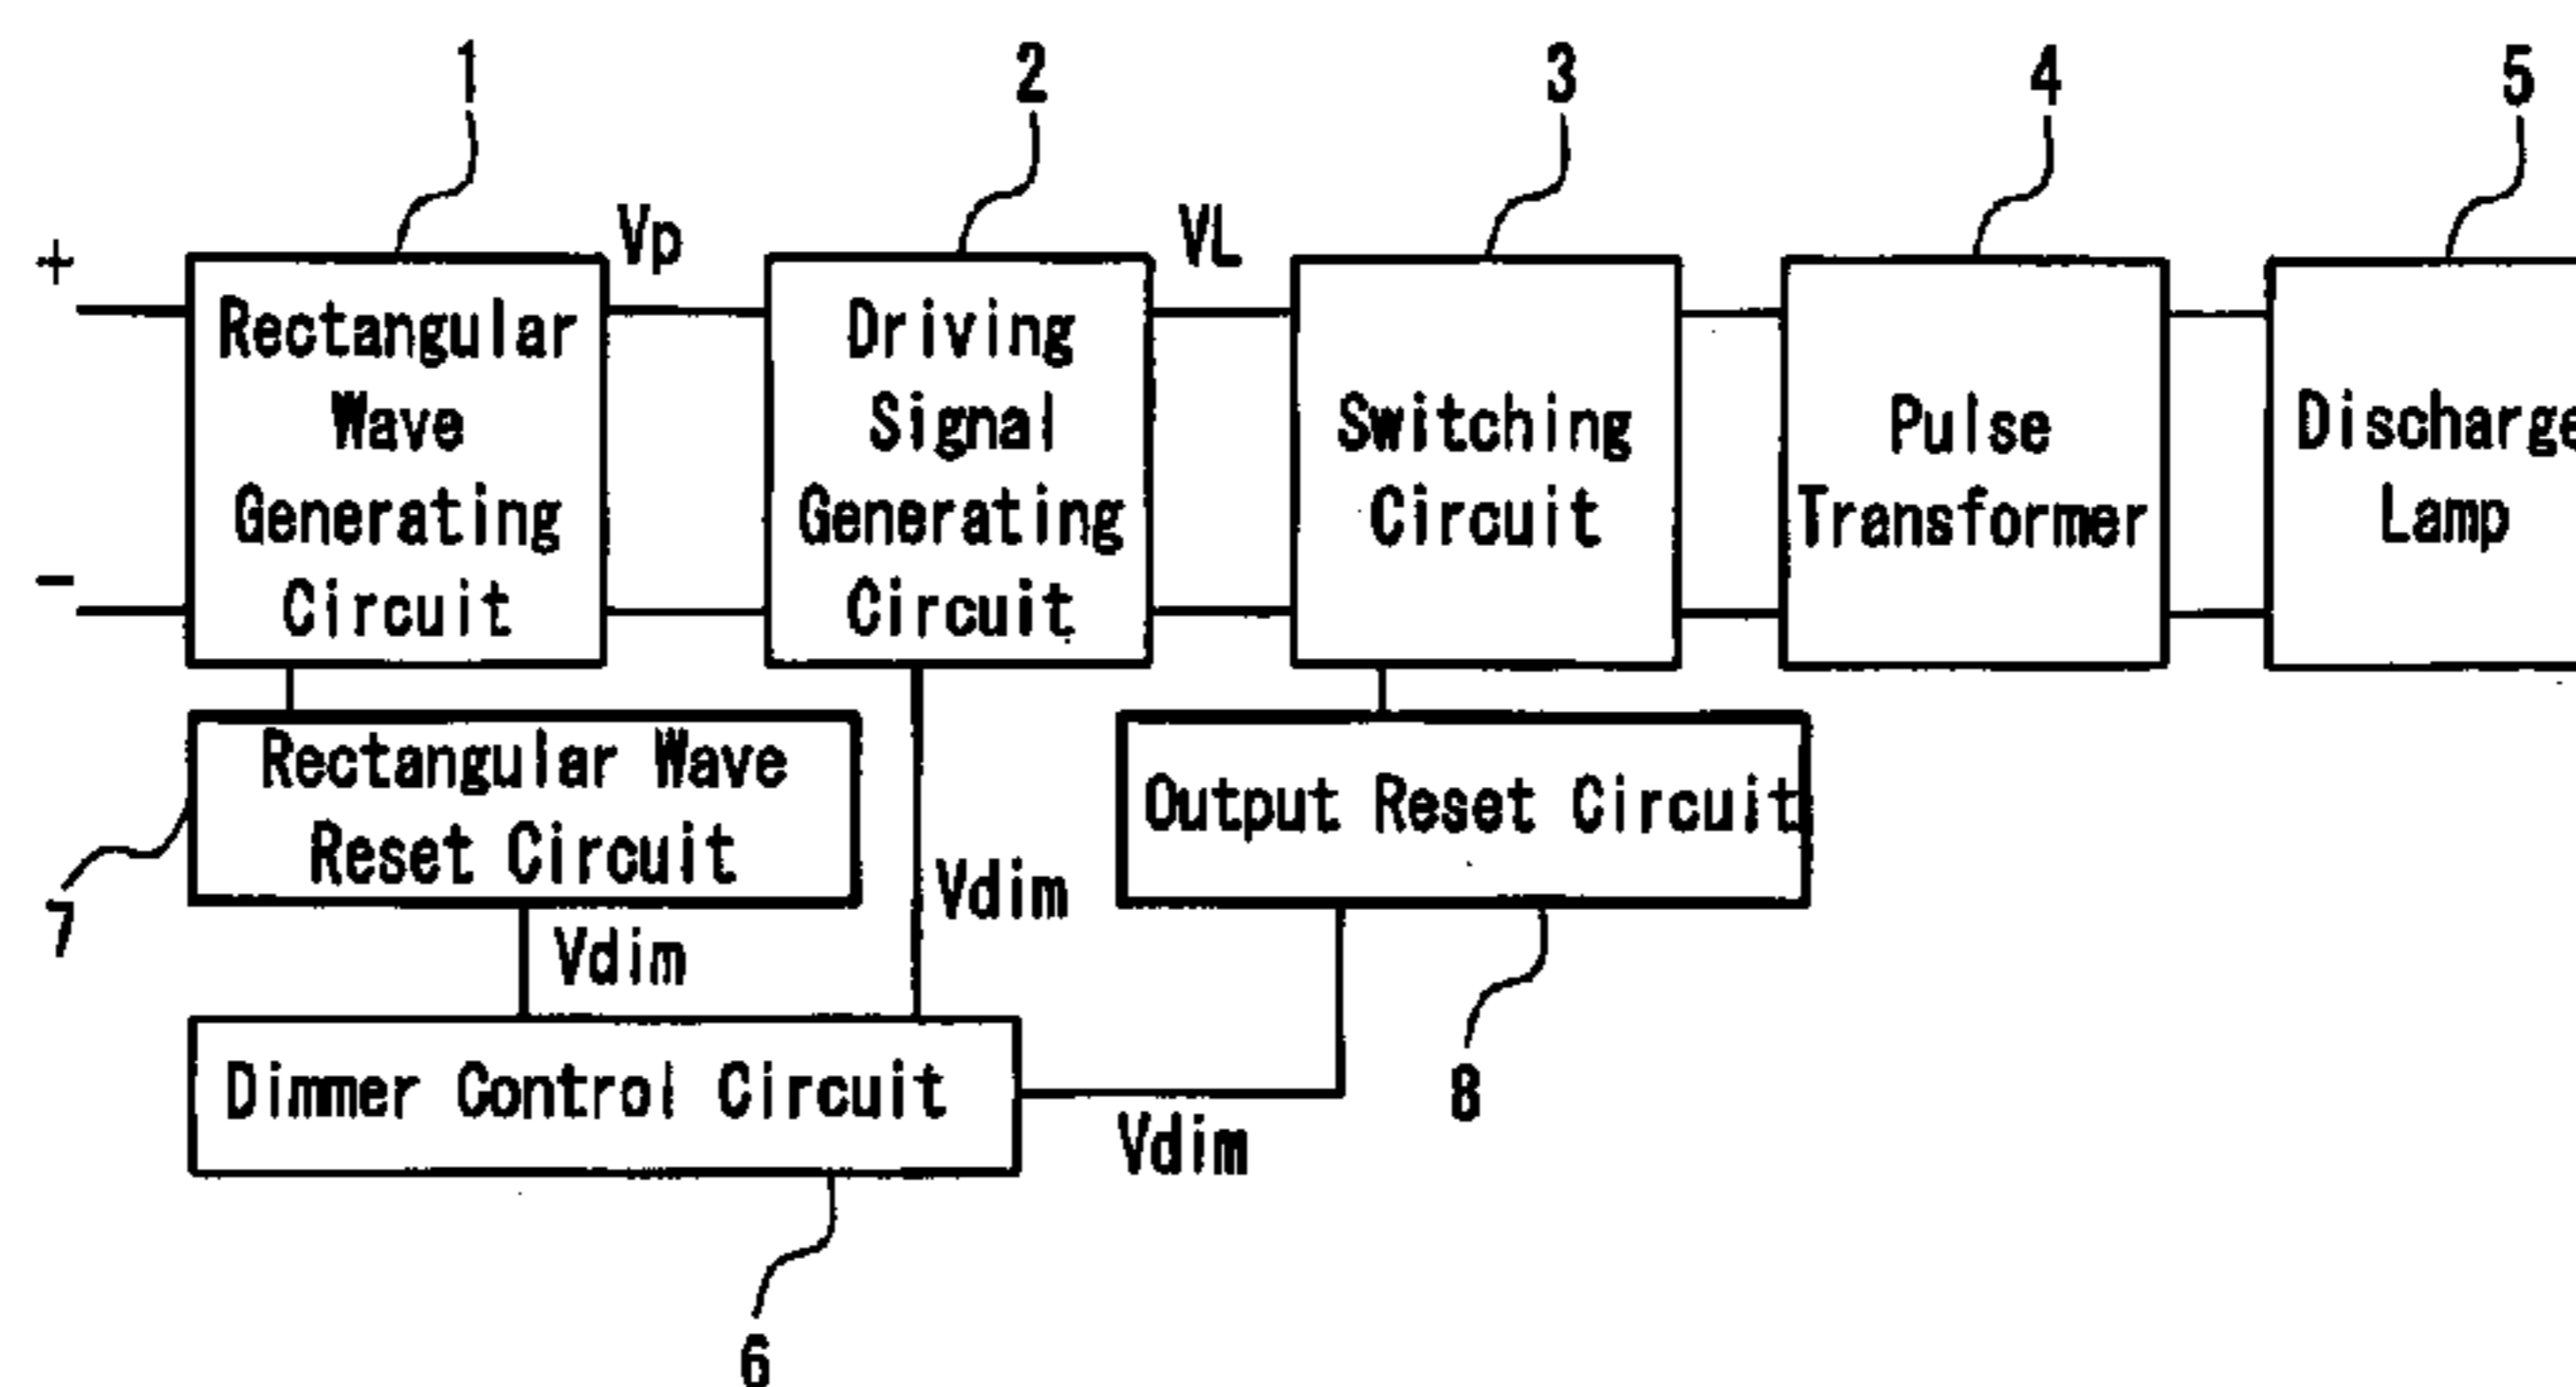 1
2
3
4
5
Vp
VL
+
-
Rectangular
Wave
Generating
Circuit
Driving
Signal
Generating
Circuit
Switching
Circuit
Pulse
Transformer
Discharge
Lamp
Rectangular Wave
Reset Circuit
Output Reset Circuit
7
Vdim
Vdim
8
Dimmer Control Circuit
Vdim
6